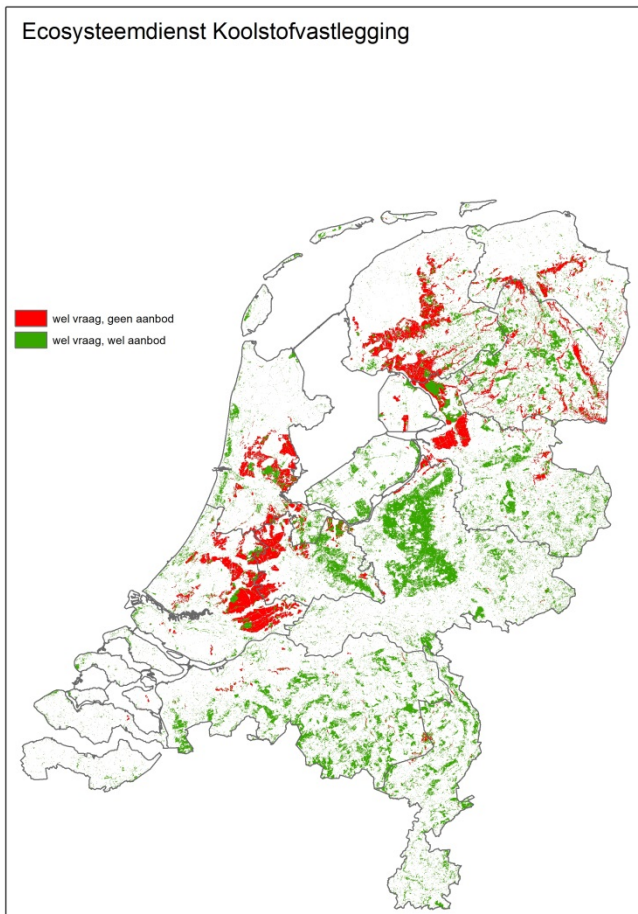 Ecosysteemdienst Koolstofvastlegging
wel vraag, geen aanbod
wel vraag, wel aanbod